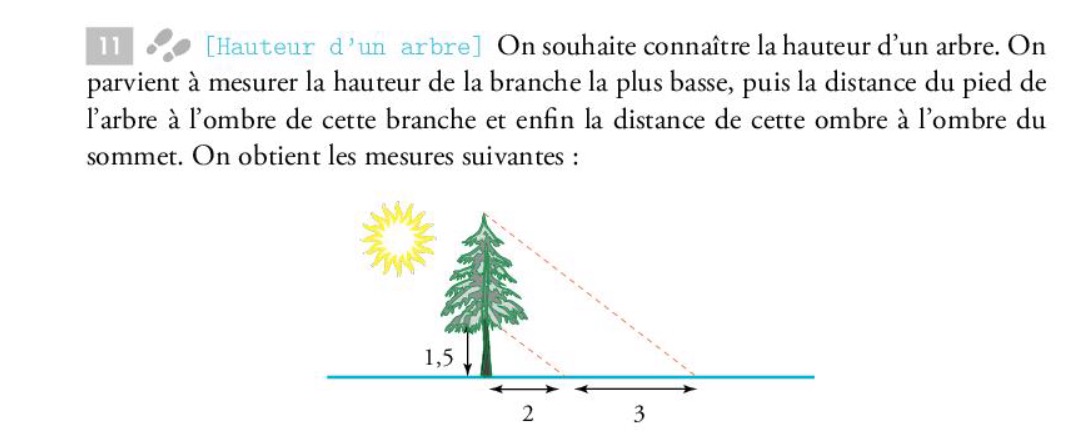 11 [Hauteur d'un arbre] On souhaite connaître la hauteur d'un arbre. On
parvient à mesurer la hauteur de la branche la plus basse, puis la distance du pied de
l'arbre à l'ombre de cette branche et enfin la distance de cette ombre à l'ombre du
sommet. On obtient les mesures suivantes :
1,5
2
3